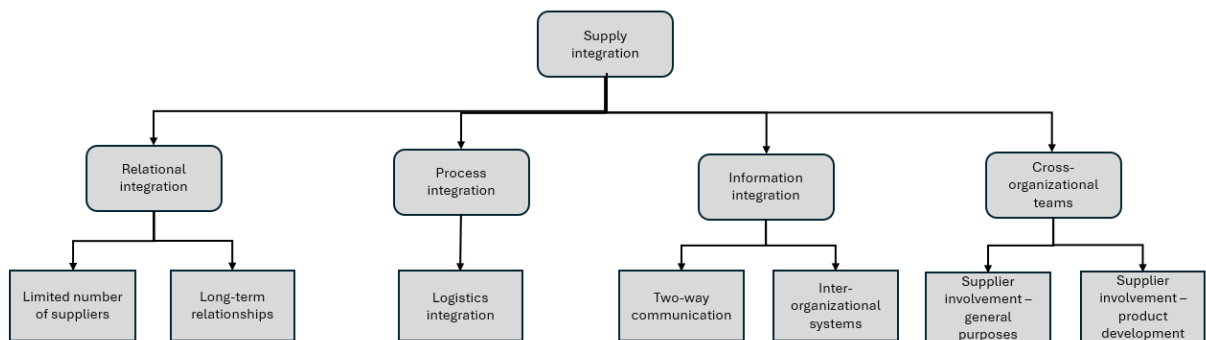 Supply
integration
Relational
integration
Process
integration
Information
integration
Cross-
organizational
teams
Limited number
of suppliers
Long-term
relationships
Logistics
integration
Two-way
communication
Inter-
organizational
systems
Supplier
involvement –
general
purposes
Supplier
involvement –
product
development